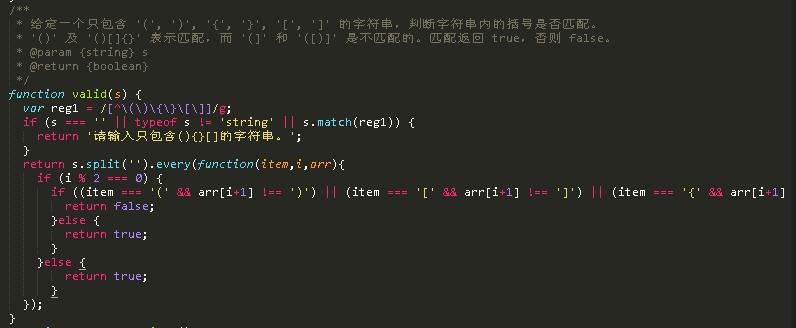 /**
 * 给定一个只包含 '(', ')', '{', '}', '[', ']' 的字符串，判断字符串内的括号是否匹配。
 * '()' 及 '()[]{}' 表示匹配，而 '(]' 和 '([)]' 是不匹配的。匹配返回 true，否则 false。
 * @param {string} s
 * @return {boolean}
 */
function valid(s) {
  var reg1 = /[^\(\)\{\}\[\]]/g;
  if (s === '' || typeof s != 'string' || s.match(reg1)) {
    return '请输入只包含(){}[]的字符串。';
  }
  return s.split('').every(function(item,i,arr){
    if (i % 2 === 0) {
      if ((item === '(' && arr[i+1] !== ')') || (item === '[' && arr[i+1] !== ']') || (item === '{' && arr[i+1]
        return false;
      }else {
        return true;
      }
    }else {
        return true;
      }
  });
}